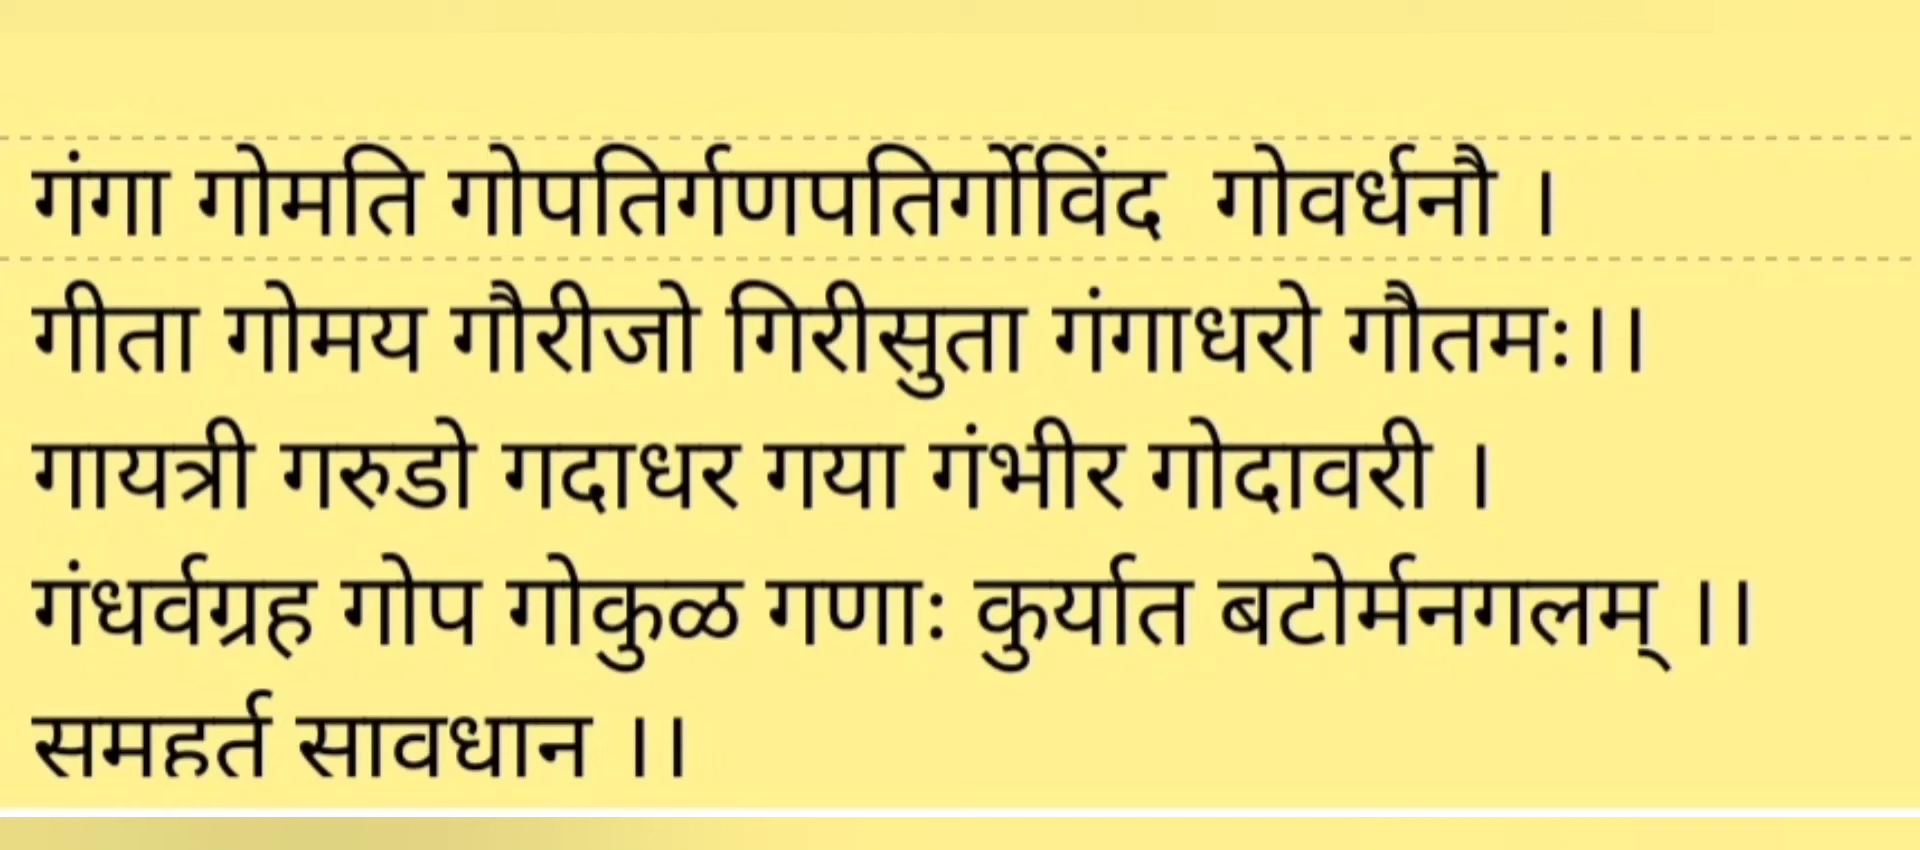 गंगा गोमति गोपतिर्गणपतिर्गोविंद गोवर्धनौ ।
गीता गोमय गौरीजो गिरीसुता गंगाधरो गौतमः।।
गायत्री गरुडो गदाधर गया गंभीर गोदावरी ।
गंधर्वग्रह गोप गोकुळ गणाः कुर्यात बटोर्मनगलम् ।।
सावधान ।।